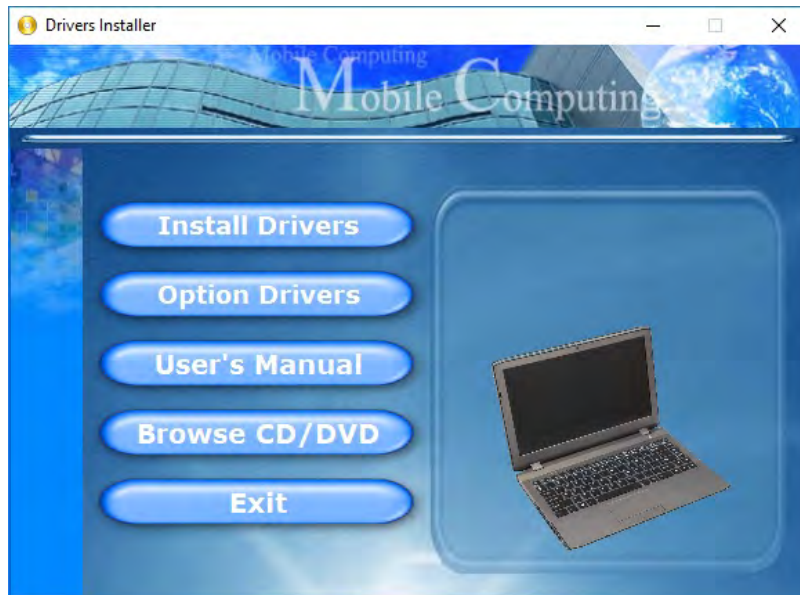 Drivers Installer
Mobile Computing
Mobile Computing
Install Drivers
Option Drivers
User's Manual
Browse CD/DVD
Exit